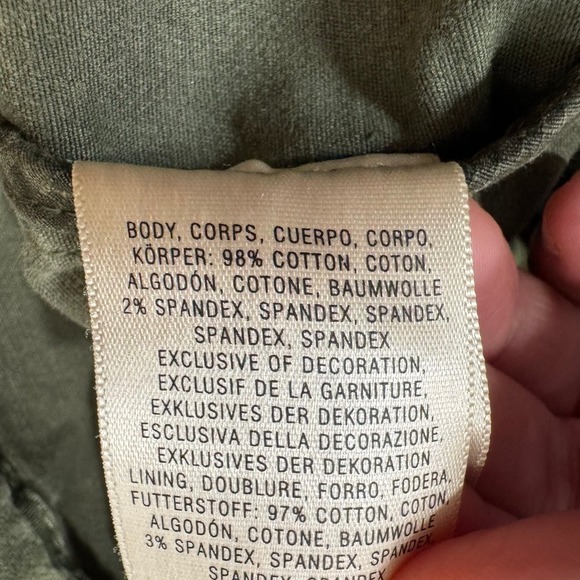 BODY, CORPS, CUERPO, CORPO,
KÖRPER: 98% COTTON, COTON,
ALGODÓN, COTONE, BAUMWOLLE
2% SPANDEX, SPANDEX, SPANDEX,
SPANDEX, SPANDEX
EXCLUSIVE OF DECORATION,
EXCLUSIF DE LA GARNITURE,
EXKLUSIVES DER DEKORATION,
ESCLUSIVA DELLA DECORAZIONE,
EXKLUSIVES DER DEKORATION
LINING, DOUBLURE, FORRO, FODERA,
FUTTERSTOFF: 97% COTTON, COTON,
ALGODÓN, COTONE, BAUMWOLLE
3% SPANDEX, SPANDEX, SPANDEX,
SPANDEX, SPANDEX